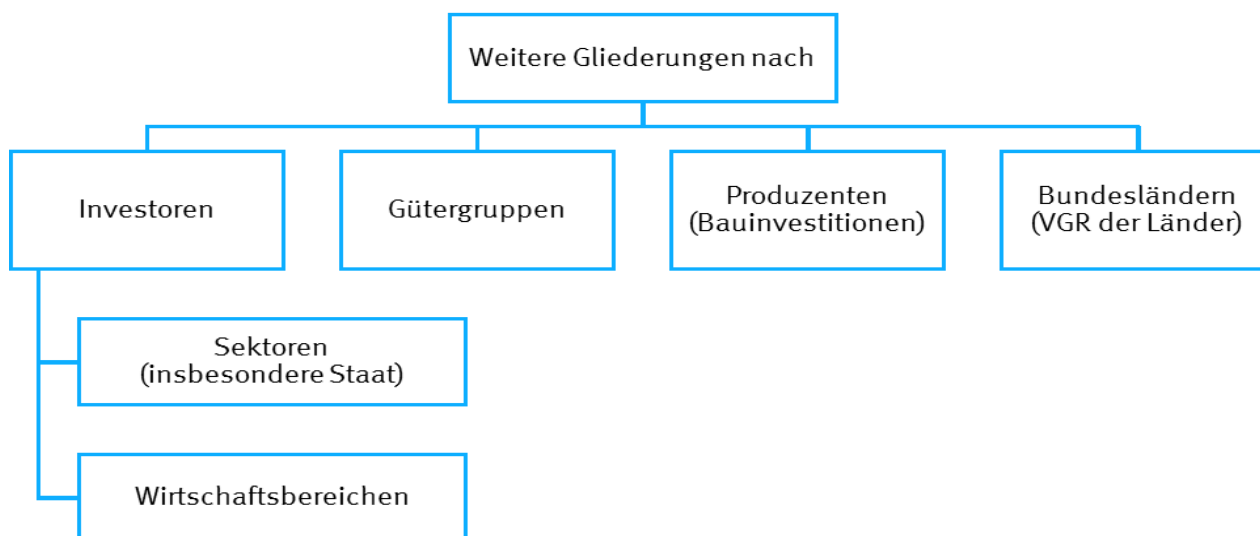 Weitere Gliederungen nach
Investoren
Gütergruppen
Produzenten
(Bauinvestitionen)
Bundesländern
(VGR der Länder)
Sektoren
(insbesondere Staat)
Wirtschaftsbereichen